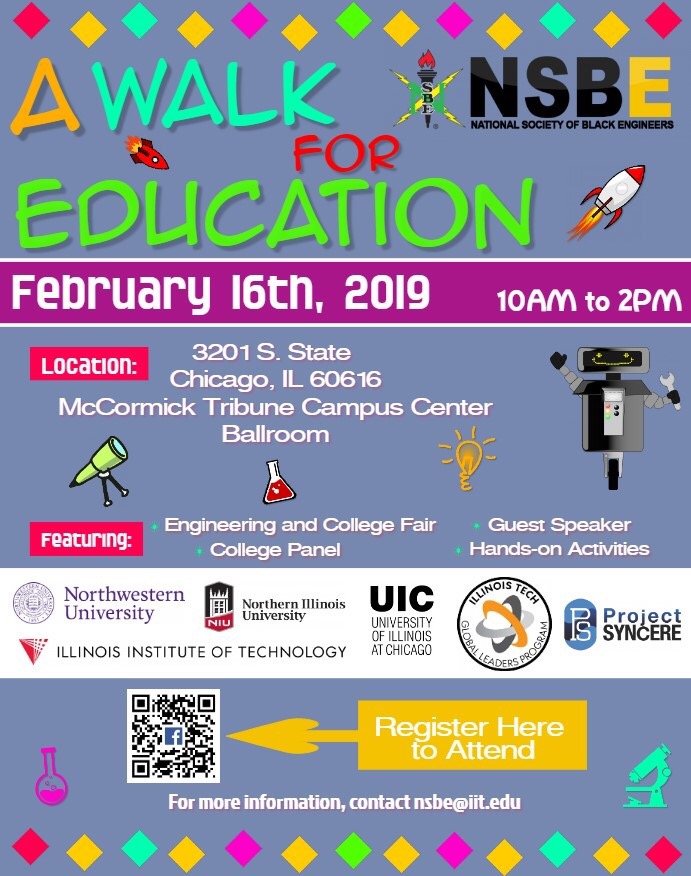 A WALK
FOR
EDUCATION
NSBE
NATIONAL SOCIETY OF BLACK ENGINEERS
NSBE
February 16th, 2019 10AM to 2PM
Location:
3201 S. State
Chicago, IL 60616
McCormick Tribune Campus Center
Ballroom
Featuring:
Engineering and College Fair
College Panel
Guest Speaker
Hands-on Activities
Northwestern
University
NIU
Northern Illinois
University
UIC
UNIVERSITY
OF ILLINOIS
AT CHICAGO
ILLINOIS TECH
GLOBAL LEADERS PROGRAM
PS
Project
SYNCERE
ILLINOIS INSTITUTE OF TECHNOLOGY
f
Register Here
to Attend
For more information, contact nsbe@iit.edu